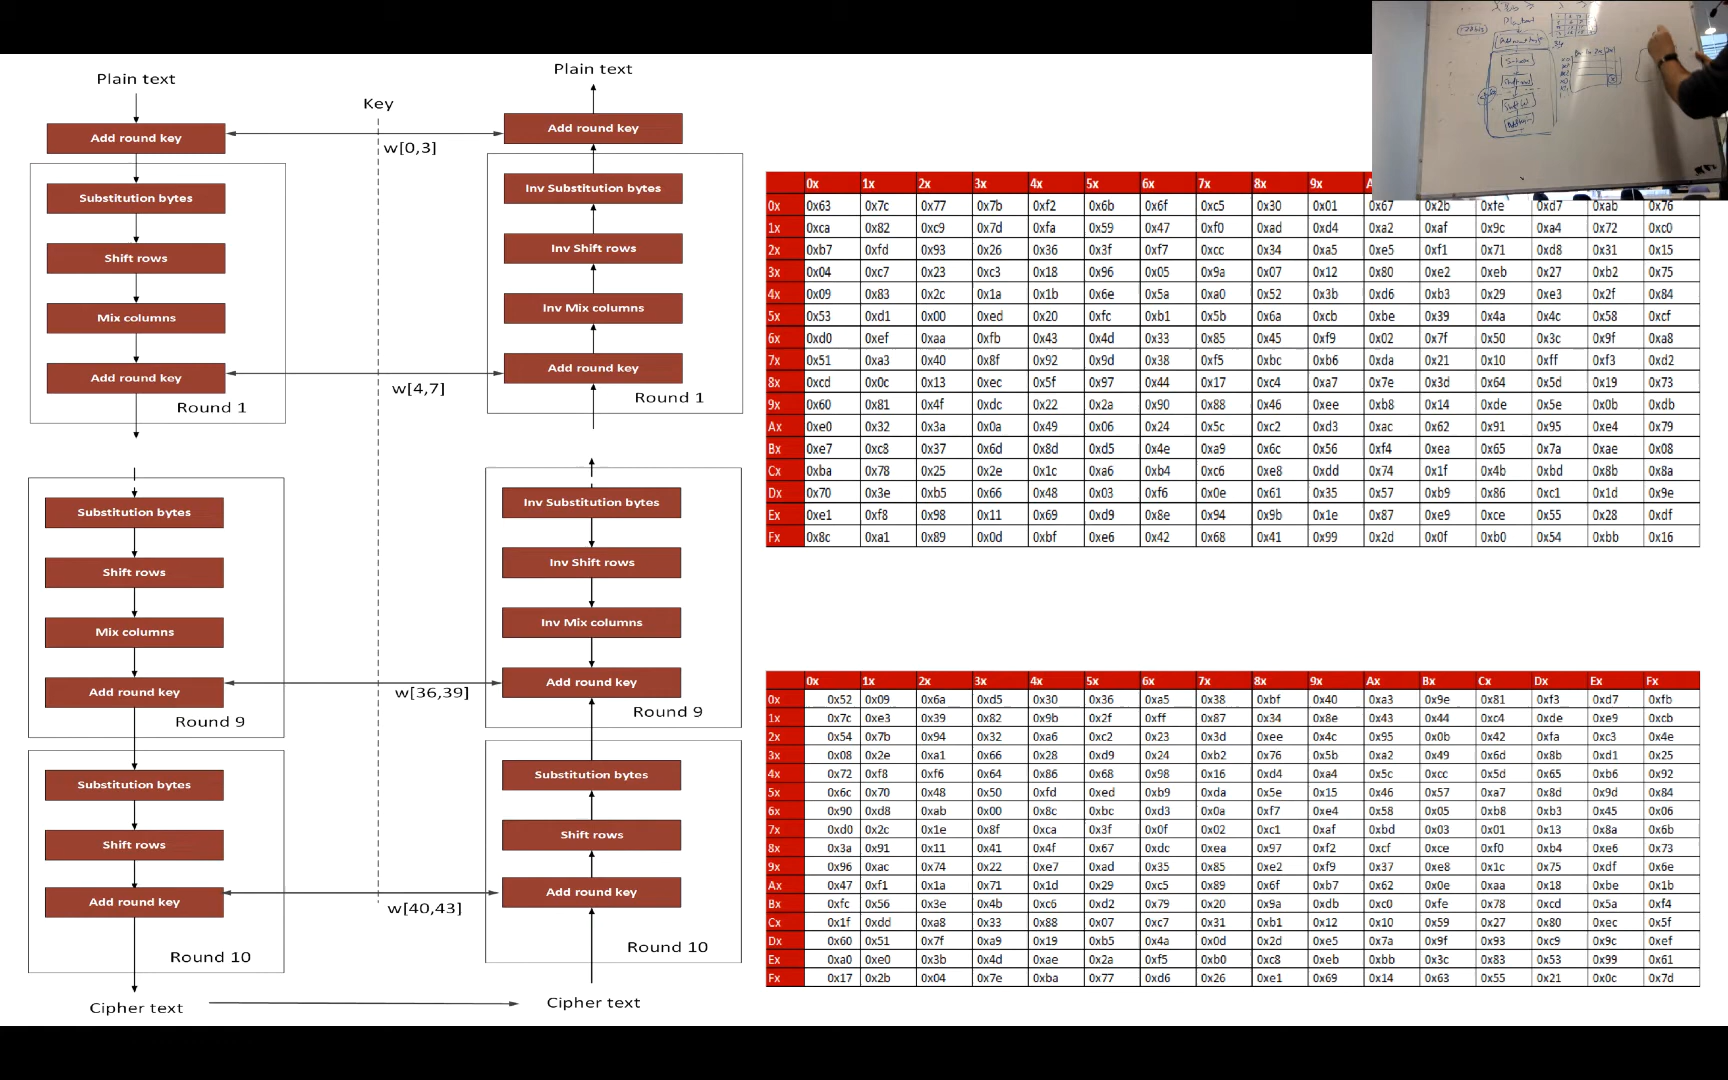 Plain text
Add round key
Substitution bytes
Shift rows
Mix columns
Add round key
Round 1
Substitution bytes
Shift rows
Mix columns
Add round key
Round 9
Substitution bytes
Shift rows
Add round key
Round 10
Cipher text
Key
w[0,3]
w[4,7]
w[36,39]
w[40,43]
Plain text
Add round key
Inv Substitution bytes
Inv Shift rows
Inv Mix columns
Add round key
Round 1
Inv Substitution bytes
Inv Shift rows
Inv Mix columns
Add round key
Round 9
Substitution bytes
Shift rows
Add round key
Round 10
Cipher text
0x 1x 2x 3x 4x 5x 6x 7x 8x 9x
0x 0x63 0x7c 0x77 0x7b 0xf2 0x6b 0x6f 0xc5 0x30 0x01 0x67 0x2b 0xfe 0xd7 0xab 0x76
1x 0xca 0x82 0xc9 0x7d 0xfa 0x59 0x47 0xf0 0xad 0xd4 0xa2 0xaf 0x9c 0xa4 0x72 0xc0
2x 0xb7 0xfd 0x93 0x26 0x36 0x3f 0xf7 0xcc 0x34 0xa5 0xe5 0xf1 0x71 0xd8 0x31 0x15
3x 0x04 0xc7 0x23 0xc3 0x18 0x96 0x05 0x9a 0x07 0x12 0x80 0xe2 0xeb 0x27 0xb2 0x75
4x 0x09 0x83 0x2c 0x1a 0x1b 0x6e 0x5a 0xa0 0x52 0x3b 0xd6 0xb3 0x29 0xe3 0x2f 0x84
5x 0x53 0xd1 0x00 0xed 0x20 0xfc 0xb1 0x5b 0x6a 0xcb 0xbe 0x39 0x4a 0x4c 0x58 0xcf
6x 0xd0 0xef 0xaa 0xfb 0x43 0x4d 0x33 0x85 0x45 0xf9 0x02 0x7f 0x50 0x3c 0x9f 0xa8
7x 0x51 0xa3 0x40 0x8f 0x92 0x9d 0x38 0xf5 0xbc 0xb6 0xda 0x21 0x10 0xff 0xf3 0xd2
8x 0xcd 0x0c 0x13 0xec 0x5f 0x97 0x44 0x17 0xc4 0xa7 0x7e 0x3d 0x64 0x5d 0x19 0x73
9x 0x60 0x81 0x4f 0xdc 0x22 0x2a 0x90 0x88 0x46 0xee 0xb8 0x14 0xde 0x5e 0x0b 0xdb
Ax 0xe0 0x32 0x3a 0x0a 0x49 0x06 0x24 0x5c 0xc2 0xd3 0xac 0x62 0x91 0x95 0xe4 0x79
Bx 0xe7 0xc8 0x37 0x6d 0x8d 0xd5 0x4e 0xa9 0x6c 0x56 0xf4 0xea 0x65 0x7a 0xae 0x08
Cx 0xba 0x78 0x25 0x2e 0x1c 0xa6 0xb4 0xc6 0xe8 0xdd 0x74 0x1f 0x4b 0xbd 0x8b 0x8a
Dx 0x70 0x3e 0xb5 0x66 0x48 0x03 0xf6 0x0e 0x61 0x35 0x57 0xb9 0x86 0xc1 0x1d 0x9e
Ex 0xe1 0xf8 0x98 0x11 0x69 0xd9 0x8e 0x94 0x9b 0x1e 0x87 0xe9 0xce 0x55 0x28 0xdf
Fx 0x8c 0xa1 0x89 0x0d 0xbf 0xe6 0x42 0x68 0x41 0x99 0x2d 0x0f 0xb0 0x54 0xbb 0x16
0x 1x 2x 3x 4x 5x 6x 7x 8x 9x Ax Bx Cx Dx Ex Fx
0x 0x52 0x09 0x6a 0xd5 0x30 0x36 0xa5 0x38 0xbf 0x40 0xa3 0x9e 0x81 0xf3 0xd7 0xfb
1x 0x7c 0xe3 0x39 0x82 0x9b 0x2f 0xff 0x87 0x34 0x8e 0x43 0x44 0xc4 0xde 0xe9 0xcb
2x 0x54 0x7b 0x94 0x32 0xa6 0xc2 0x23 0x3d 0xee 0x4c 0x95 0x0b 0x42 0xfa 0xc3 0x4e
3x 0x08 0x2e 0xa1 0x66 0x28 0xd9 0x24 0xb2 0x76 0x5b 0xa2 0x49 0x6d 0x8b 0xd1 0x25
4x 0x72 0xf8 0xf6 0x64 0x86 0x68 0x98 0x16 0xd4 0xa4 0x5c 0xcc 0x5d 0x65 0xb6 0x92
5x 0x6c 0x70 0x48 0x50 0xfd 0xed 0xb9 0xda 0x5e 0x15 0x46 0x57 0xa7 0x8d 0x9d 0x84
6x 0x90 0xd8 0xab 0x00 0x8c 0xbc 0xd3 0x0a 0xf7 0xe4 0x58 0x05 0xb8 0xb3 0x45 0x06
7x 0xd0 0x2c 0x1e 0x8f 0xca 0x3f 0x0f 0x02 0xc1 0xaf 0xbd 0x03 0x01 0x13 0x8a 0x6b
8x 0x3a 0x91 0x11 0x41 0x4f 0x67 0xdc 0xea 0x97 0xf2 0xcf 0xce 0xf0 0xb4 0xe6 0x73
9x 0x96 0xac 0x74 0x22 0xe7 0xad 0x35 0x85 0xe2 0xf9 0x37 0xe8 0x1c 0x75 0xdf 0x6e
Ax 0x47 0xf1 0x1a 0x71 0x1d 0x29 0xc5 0x89 0x6f 0xb7 0x62 0x0e 0xaa 0x18 0xbe 0x1b
Bx 0xfc 0x56 0x3e 0x4b 0xc6 0xd2 0x79 0x20 0x9a 0xdb 0xc0 0xfe 0x78 0xcd 0x5a 0xf4
Cx 0x1f 0xdd 0xa8 0x33 0x88 0x07 0xc7 0x31 0xb1 0x12 0x10 0x59 0x27 0x80 0xec 0x5f
Dx 0x60 0x51 0x7f 0xa9 0x19 0xb5 0x4a 0x0d 0x2d 0xe5 0x7a 0x9f 0x93 0xc9 0x9c 0xef
Ex 0xa0 0xe0 0x3b 0x4d 0xae 0x2a 0xf5 0xb0 0xc8 0xeb 0xbb 0x3c 0x83 0x53 0x99 0x61
Fx 0x17 0x2b 0x04 0x7e 0xba 0x77 0xd6 0x26 0xe1 0x69 0x14 0x63 0x55 0x21 0x0c 0x7d